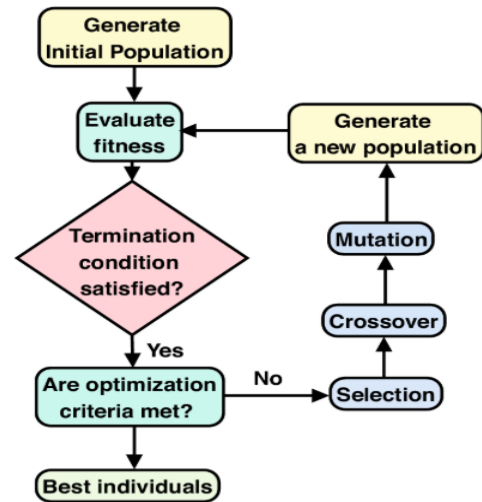 Generate
Initial Population
Evaluate
fitness
Generate
a new population
Termination
condition
satisfied?
Mutation
Crossover
Yes
Are optimization
criteria met?
No
Selection
Best individuals